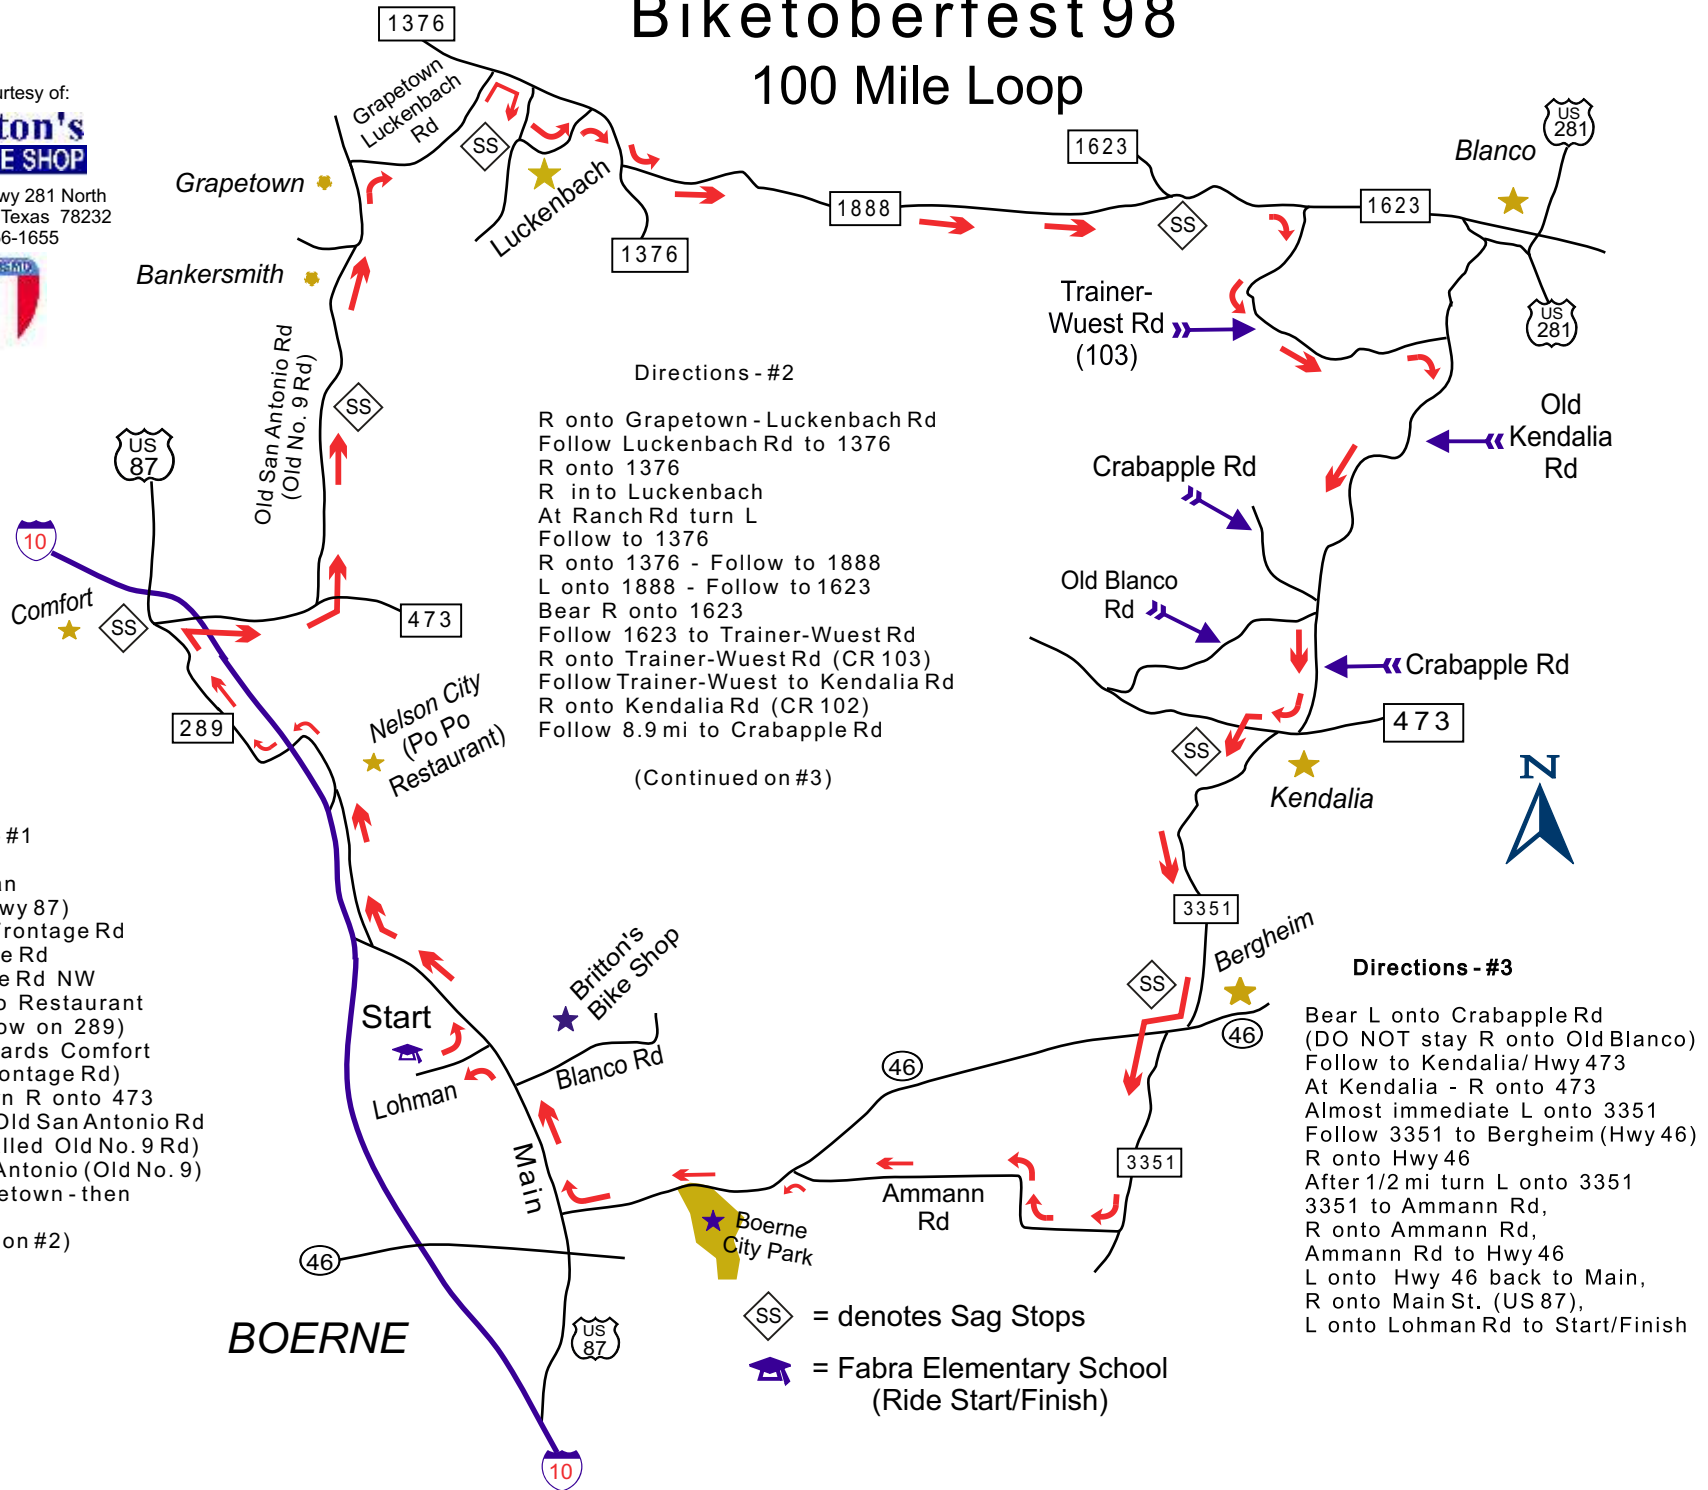 Biketoberfest 98
100 Mile Loop
rtesy of:
ton's
E SHOP
wy 281 North
Texas 78232
6-1655
1376
Grapetown
Luckenbach
Rd
SS
Luckenbach
1376
Grapetown
Bankersmith
Old San Antonio Rd
(Old No. 9 Rd)
SS
1888
1623
SS
1623
Blanco
US
281
US
281
Trainer-
Wuest Rd
(103)
Old
Kendalia
Rd
Crabapple Rd
Old Blanco
Rd
Crabapple Rd
473
SS
Kendalia
N
US
87
10
Comfort
SS
473
289
Nelson City
(Po Po
Restaurant)
Directions - #2
R onto Grapetown - Luckenbach Rd
Follow Luckenbach Rd to 1376
R onto 1376
R into Luckenbach
At Ranch Rd turn L
Follow to 1376
R onto 1376 - Follow to 1888
L onto 1888 - Follow to 1623
Bear R onto 1623
Follow 1623 to Trainer-Wuest Rd
R onto Trainer-Wuest Rd (CR 103)
Follow Trainer-Wuest to Kendalia Rd
R onto Kendalia Rd (CR 102)
Follow 8.9 mi to Crabapple Rd
(Continued on #3)
#1
an
wy 87)
Frontage Rd
e Rd
e Rd NW
o Restaurant
ow on 289)
ards Comfort
ontage Rd)
n R onto 473
Old San Antonio Rd
lled Old No. 9 Rd)
Antonio (Old No. 9)
etown - then
on #2)
Start
Lohman
Britton's
Bike Shop
Blanco Rd
Main
46
46
3351
SS
Bergheim
46
3351
Ammann
Rd
Boerne
City Park
BOERNE
US
87
10
SS
= denotes Sag Stops
= Fabra Elementary School
(Ride Start/Finish)
Directions - #3
Bear L onto Crabapple Rd
(DO NOT stay R onto Old Blanco)
Follow to Kendalia/ Hwy 473
At Kendalia - R onto 473
Almost immediate L onto 3351
Follow 3351 to Bergheim (Hwy 46)
R onto Hwy 46
After 1/2 mi turn L onto 3351
3351 to Ammann Rd,
R onto Ammann Rd,
Ammann Rd to Hwy 46
L onto Hwy 46 back to Main,
R onto Main St. (US 87),
L onto Lohman Rd to Start/Finish